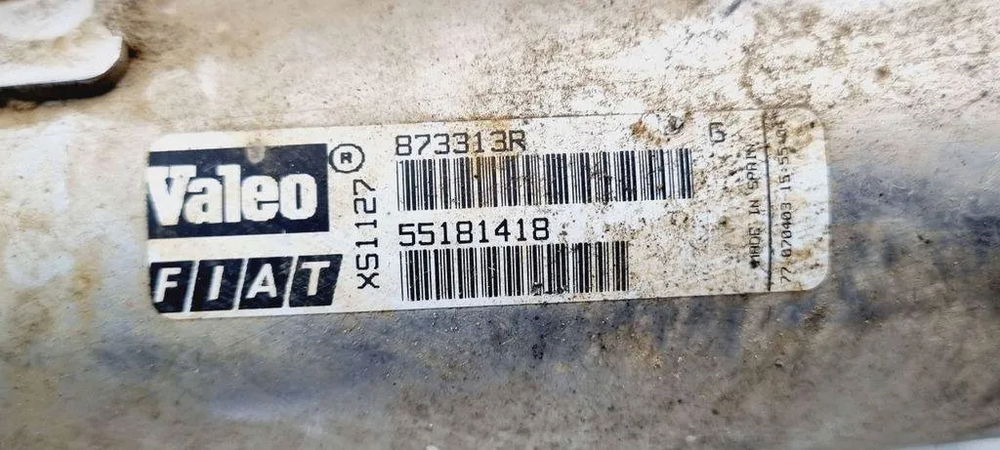 Valeo ®
FIAT
XS1127
873313R
55181418
G
MADE IN SPAIN